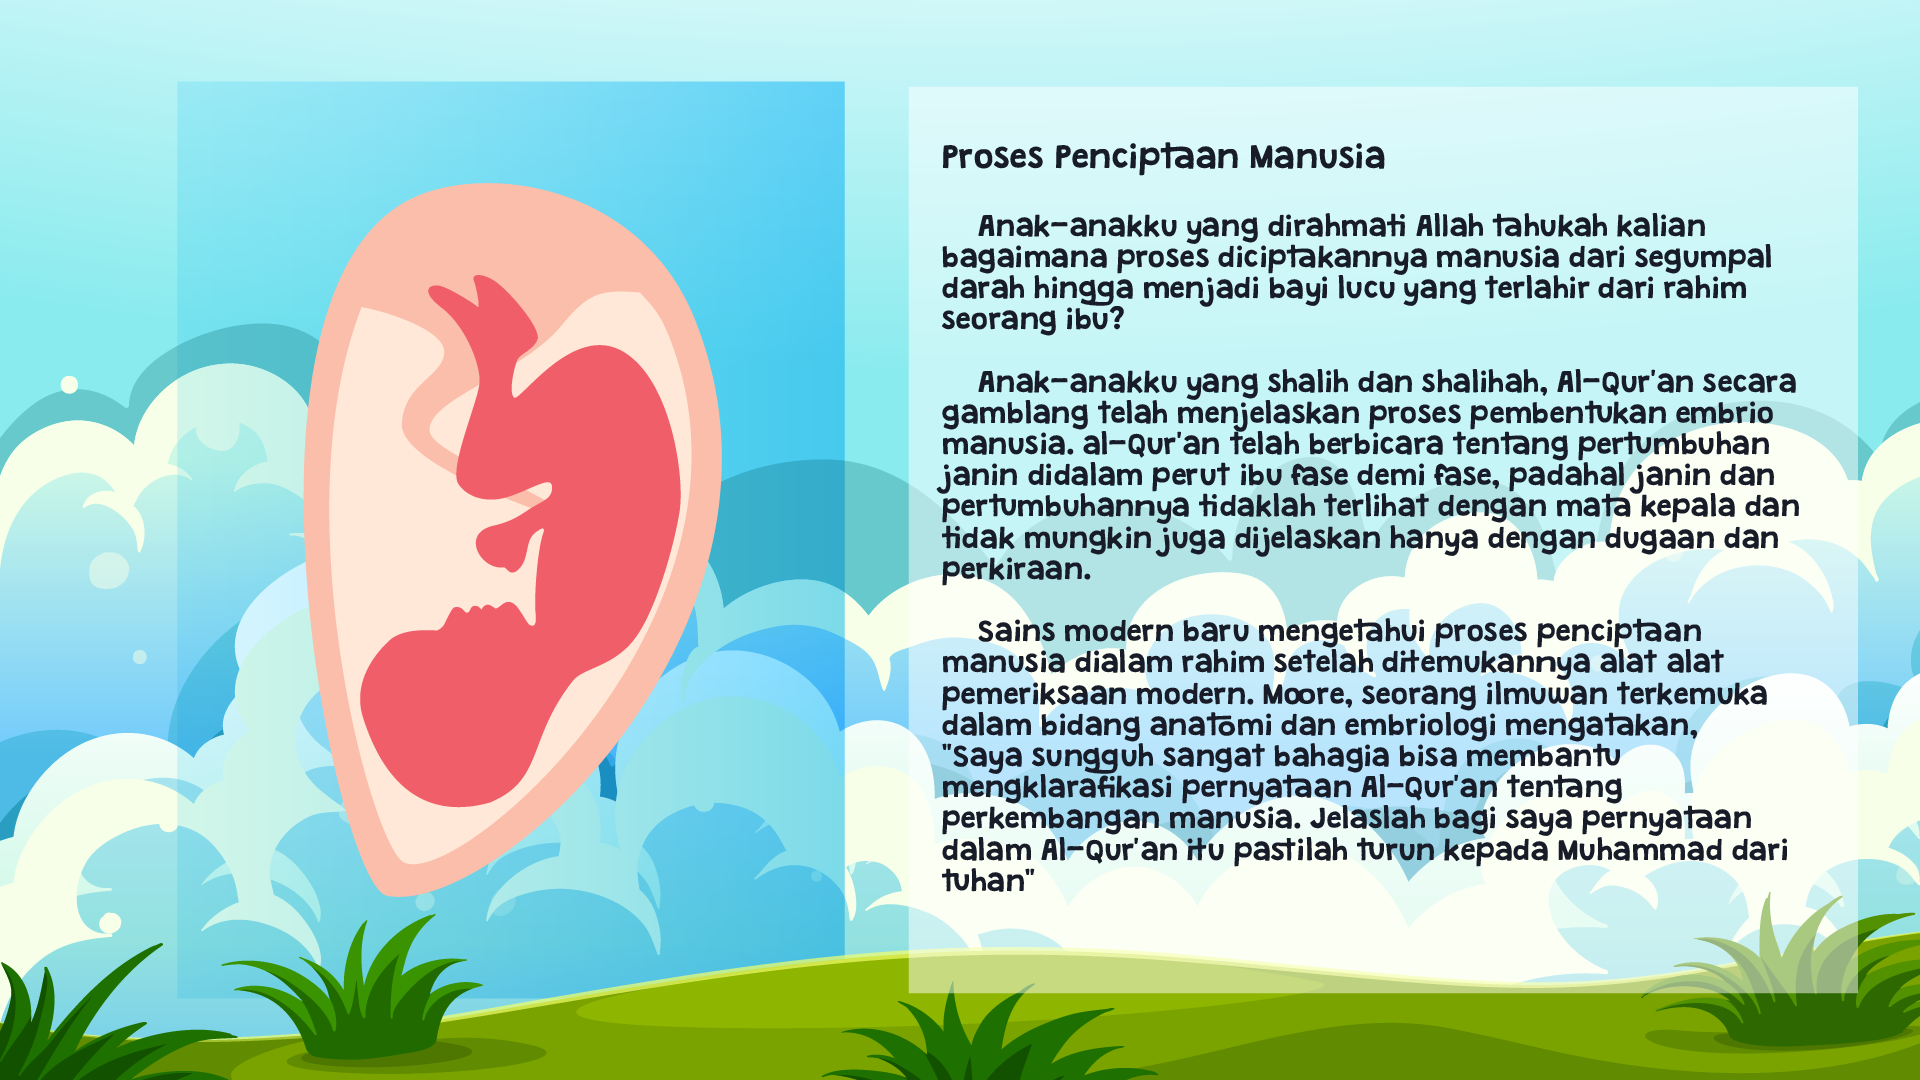 Proses Penciptaan Manusia
Anak-anakku yang dirahmati Allah tahukah kalian
bagaimana proses diciptakannya manusia dari segumpal
darah hingga menjadi bayi lucu yang terlahir dari rahim
seorang ibu?
Anak-anakku yang shalih dan shalihah, Al-Qur'an secara
gamblang telah menjelaskan proses pembentukan embrio
manusia. al-Qur'an telah berbicara tentang pertumbuhan
janin didalam perut ibu fase demi fase, padahal janin dan
pertumbuhannya tidaklah terlihat dengan mata kepala dan
tidak mungkin juga dijelaskan hanya dengan dugaan dan
perkiraan.
Sains modern baru mengetahui proses penciptaan
manusia dialam rahim setelah ditemukannya alat alat
pemeriksaan modern. Moore, seorang ilmuwan terkemuka
dalam bidang anatomi dan embriologi mengatakan,
"Saya sungguh sangat bahagia bisa membantu
mengklarafikasi pernyataan Al-Qur'an tentang
perkembangan manusia. Jelaslah bagi saya pernyataan
dalam Al-Qur'an itu pastilah turun kepada Muhammad dari
tuhan"